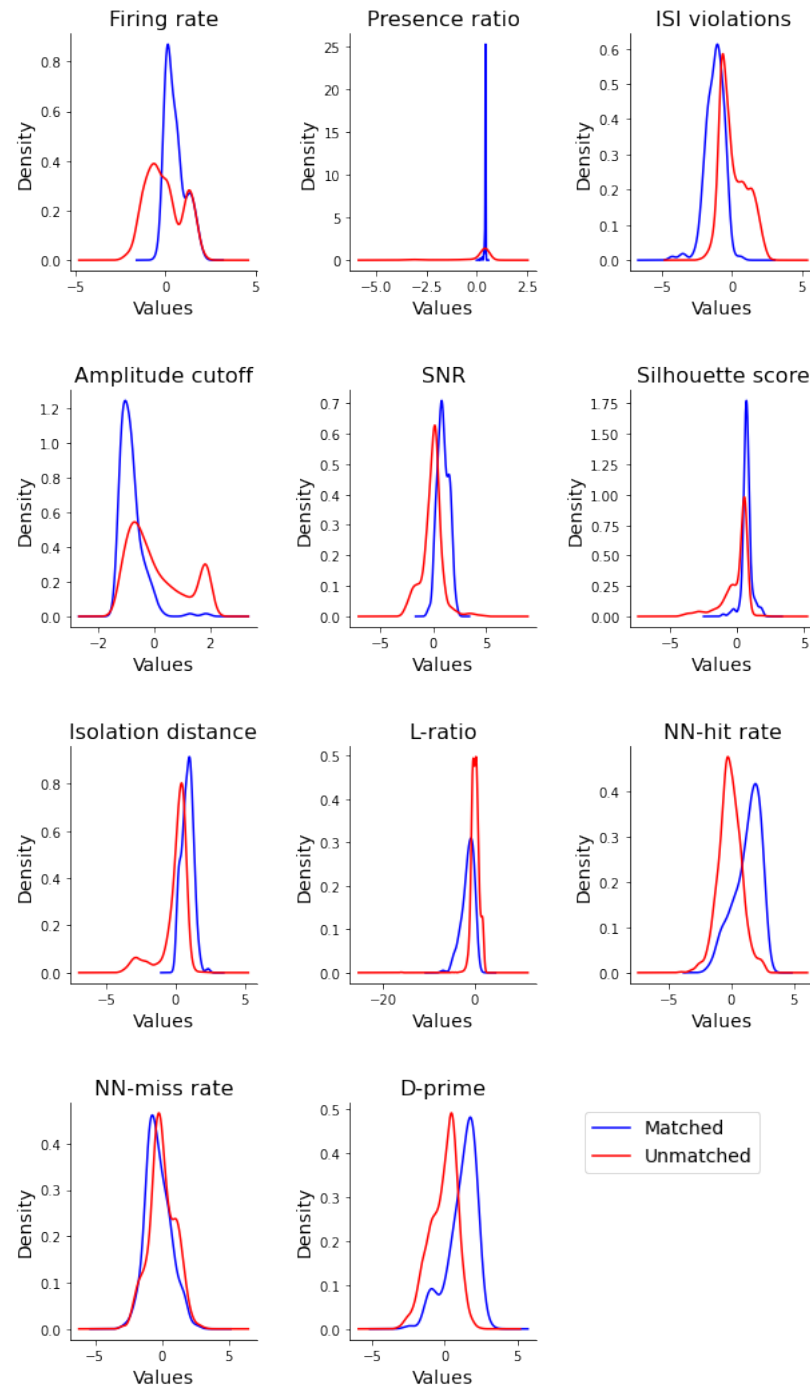 Firing rate
Presence ratio
ISI violations
Density
0.8
0.6
0.4
0.2
0.0
−5
0
5
Values
Density
25
20
15
10
5
0
−5.0
−2.5
0.0
2.5
Values
Density
0.6
0.5
0.4
0.3
0.2
0.1
0.0
−5
0
5
Values
Amplitude cutoff
SNR
Silhouette score
Density
1.2
1.0
0.8
0.6
0.4
0.2
0.0
−2
0
2
Values
Density
0.7
0.6
0.5
0.4
0.3
0.2
0.1
0.0
−5
0
5
Values
Density
1.75
1.50
1.25
1.00
0.75
0.50
0.25
0.00
−5
0
5
Values
Isolation distance
L-ratio
NN-hit rate
Density
0.8
0.6
0.4
0.2
0.0
−5
0
5
Values
Density
0.5
0.4
0.3
0.2
0.1
0.0
−20
0
Values
Density
0.4
0.3
0.2
0.1
0.0
−5
0
5
Values
NN-miss rate
D-prime
Density
0.4
0.3
0.2
0.1
0.0
−5
0
5
Values
Density
0.5
0.4
0.3
0.2
0.1
0.0
−5
0
5
Values
Matched
Unmatched